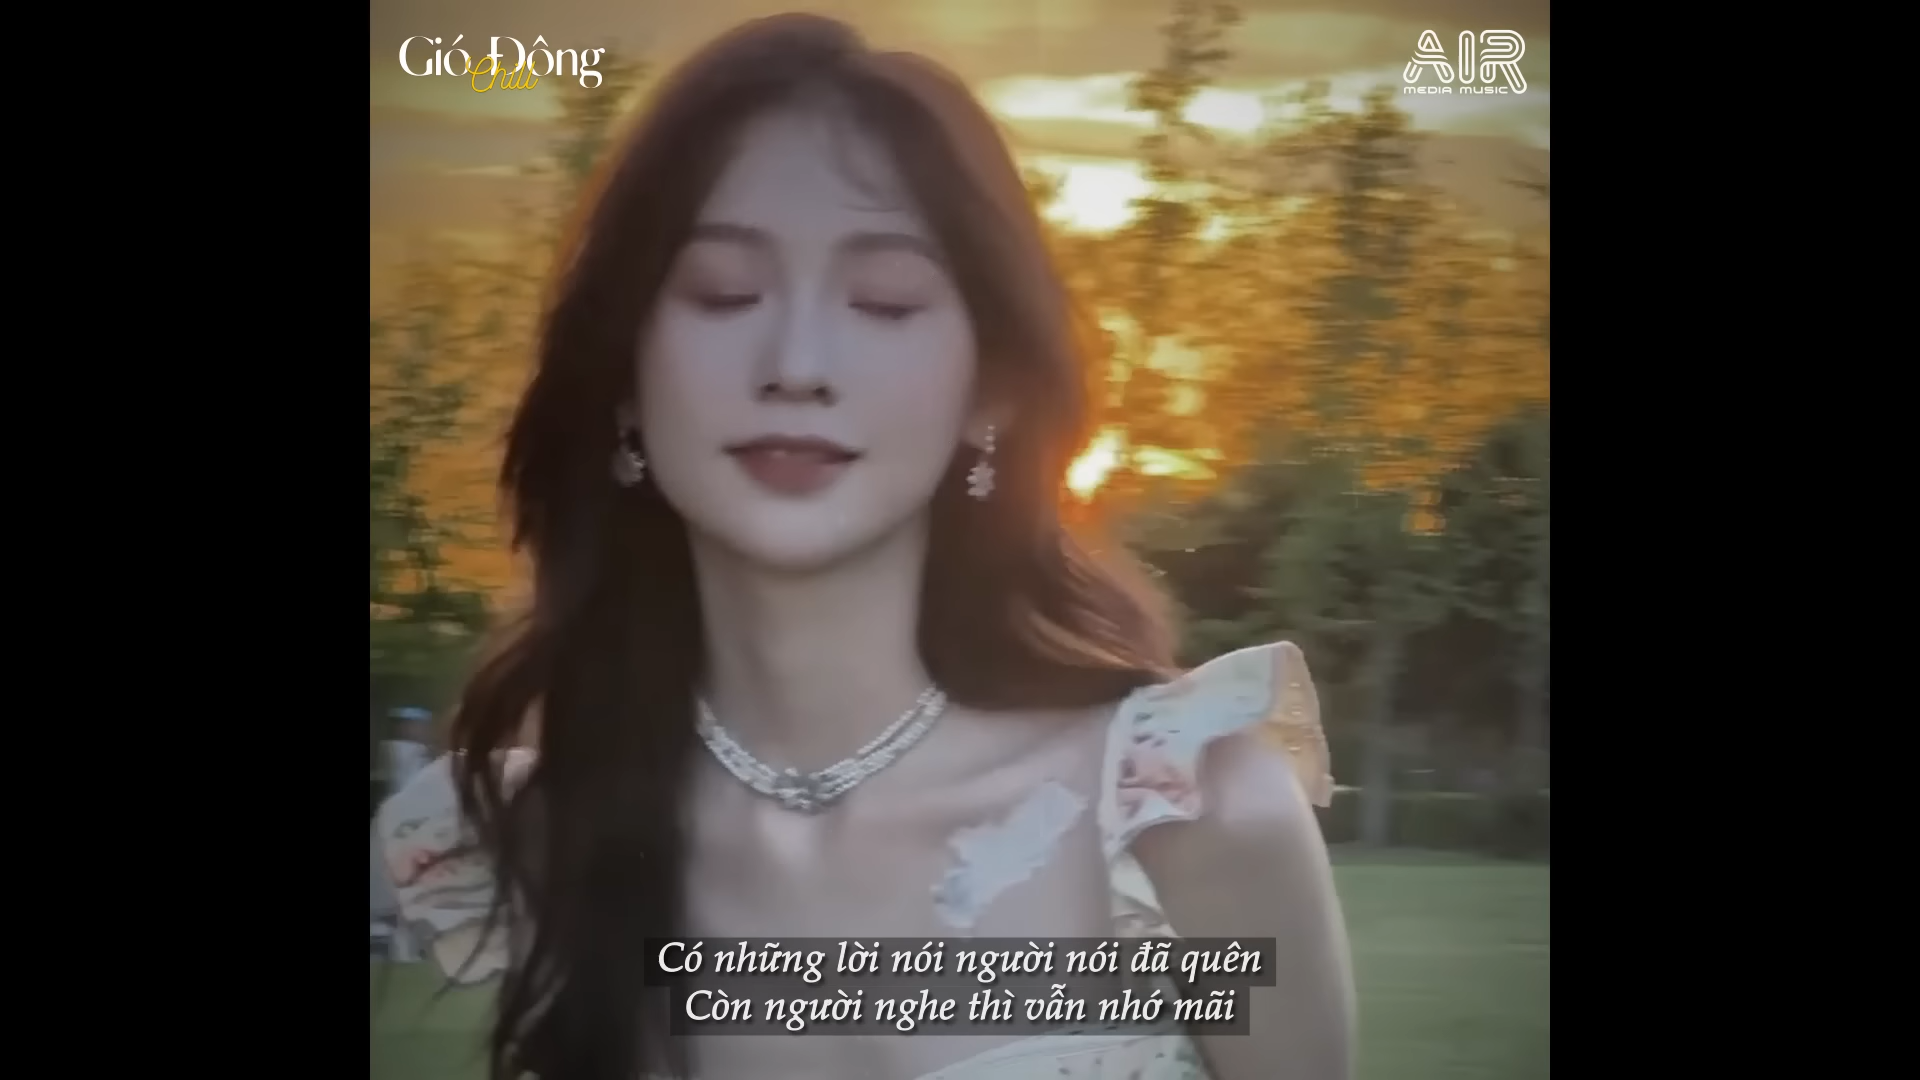 Gió Đông
Chill
AIR
MEDIA MUSIC
Có những lời nói người nói đã quên
Còn người nghe thì vẫn nhớ mãi